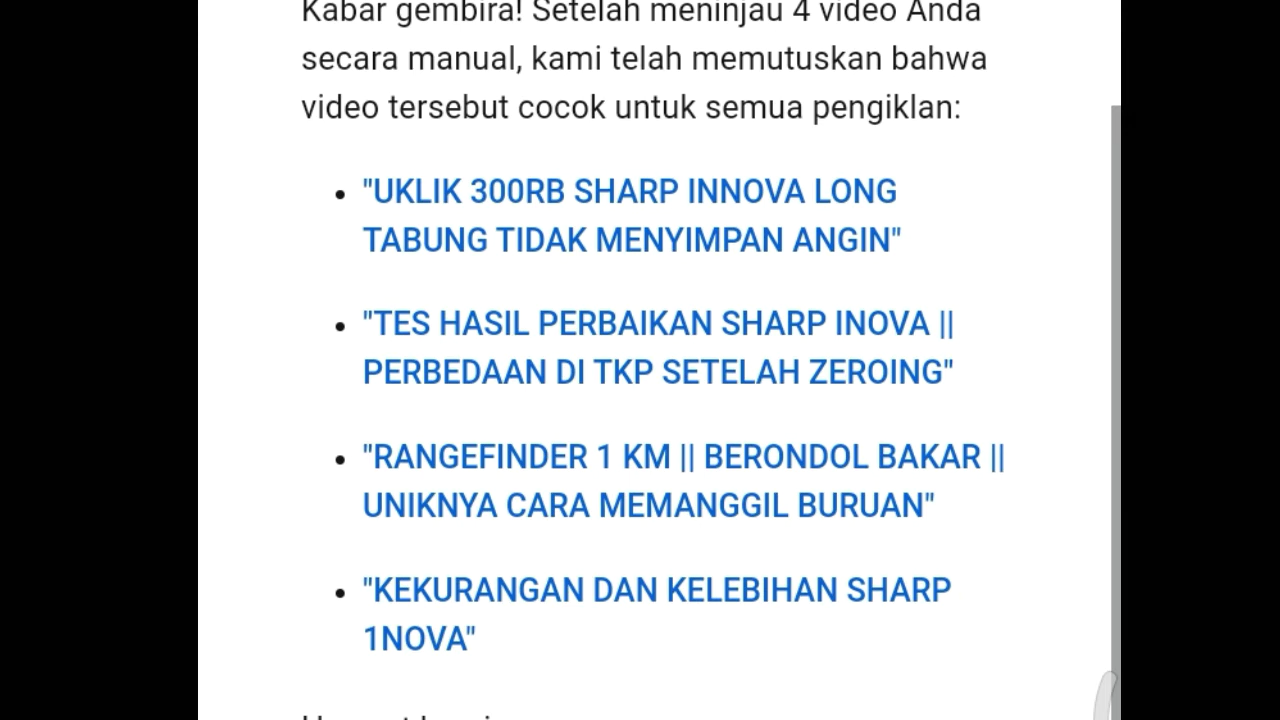 Kabar gembira! Setelah meninjau 4 video Anda
secara manual, kami telah memutuskan bahwa
video tersebut cocok untuk semua pengiklan:
"UKLIK 300RB SHARP INNOVA LONG
TABUNG TIDAK MENYIMPAN ANGIN"
"TES HASIL PERBAIKAN SHARP INOVA ||
PERBEDAAN DI TKP SETELAH ZEROING"
"RANGEFINDER 1 KM || BERONDOL BAKAR ||
UNIKNYA CARA MEMANGGIL BURUAN"
"KEKURANGAN DAN KELEBIHAN SHARP
1NOVA"